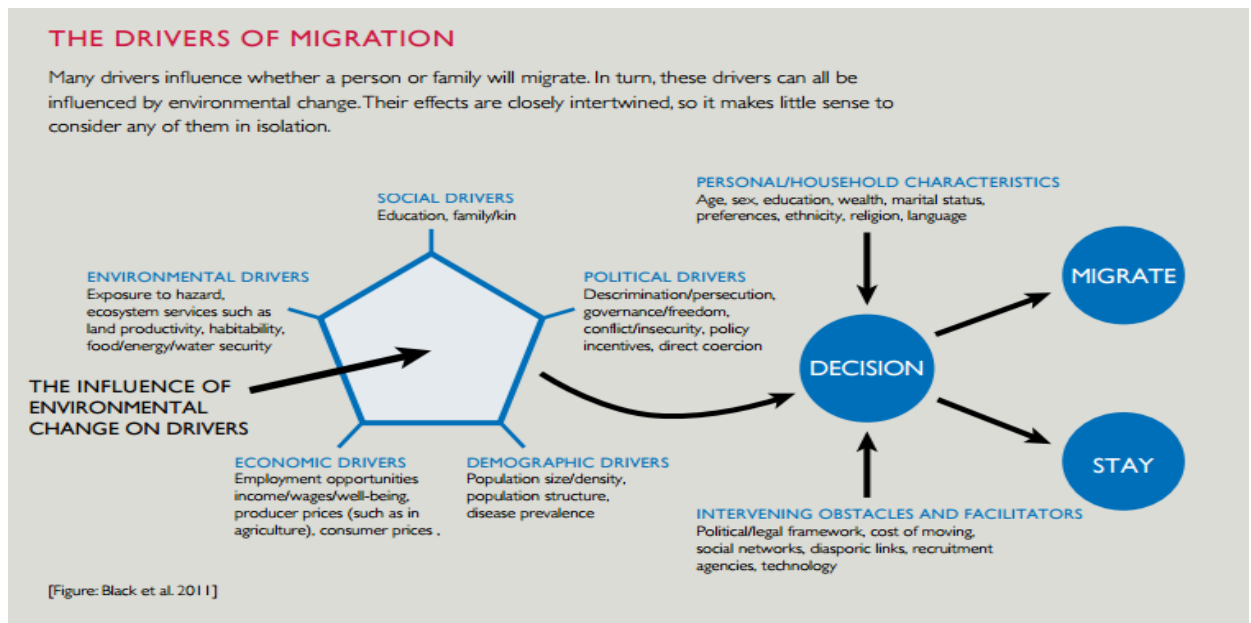 THE DRIVERS OF MIGRATION
Many drivers influence whether a person or family will migrate. In turn, these drivers can all be
influenced by environmental change. Their effects are closely intertwined, so it makes little sense to
consider any of them in isolation.
SOCIAL DRIVERS
Education, family/kin
ENVIRONMENTAL DRIVERS
Exposure to hazard,
ecosystem services such as
land productivity, habitability,
food/energy/water security
POLITICAL DRIVERS
Descrimination/persecution,
governance/freedom,
conflict/insecurity, policy
incentives, direct coercion
THE INFLUENCE OF
ENVIRONMENTAL
CHANGE ON DRIVERS
ECONOMIC DRIVERS
Employment opportunities
income/wages/well-being,
producer prices (such as in
agriculture), consumer prices .
DEMOGRAPHIC DRIVERS
Population size/density,
population structure,
disease prevalence
PERSONAL/HOUSEHOLD CHARACTERISTICS
Age, sex, education, wealth, marital status,
preferences, ethnicity, religion, language
DECISION
MIGRATE
STAY
INTERVENING OBSTACLES AND FACILITATORS
Political/legal framework, cost of moving,
social networks, diasporic links, recruitment
agencies, technology
[Figure: Black et al. 2011]